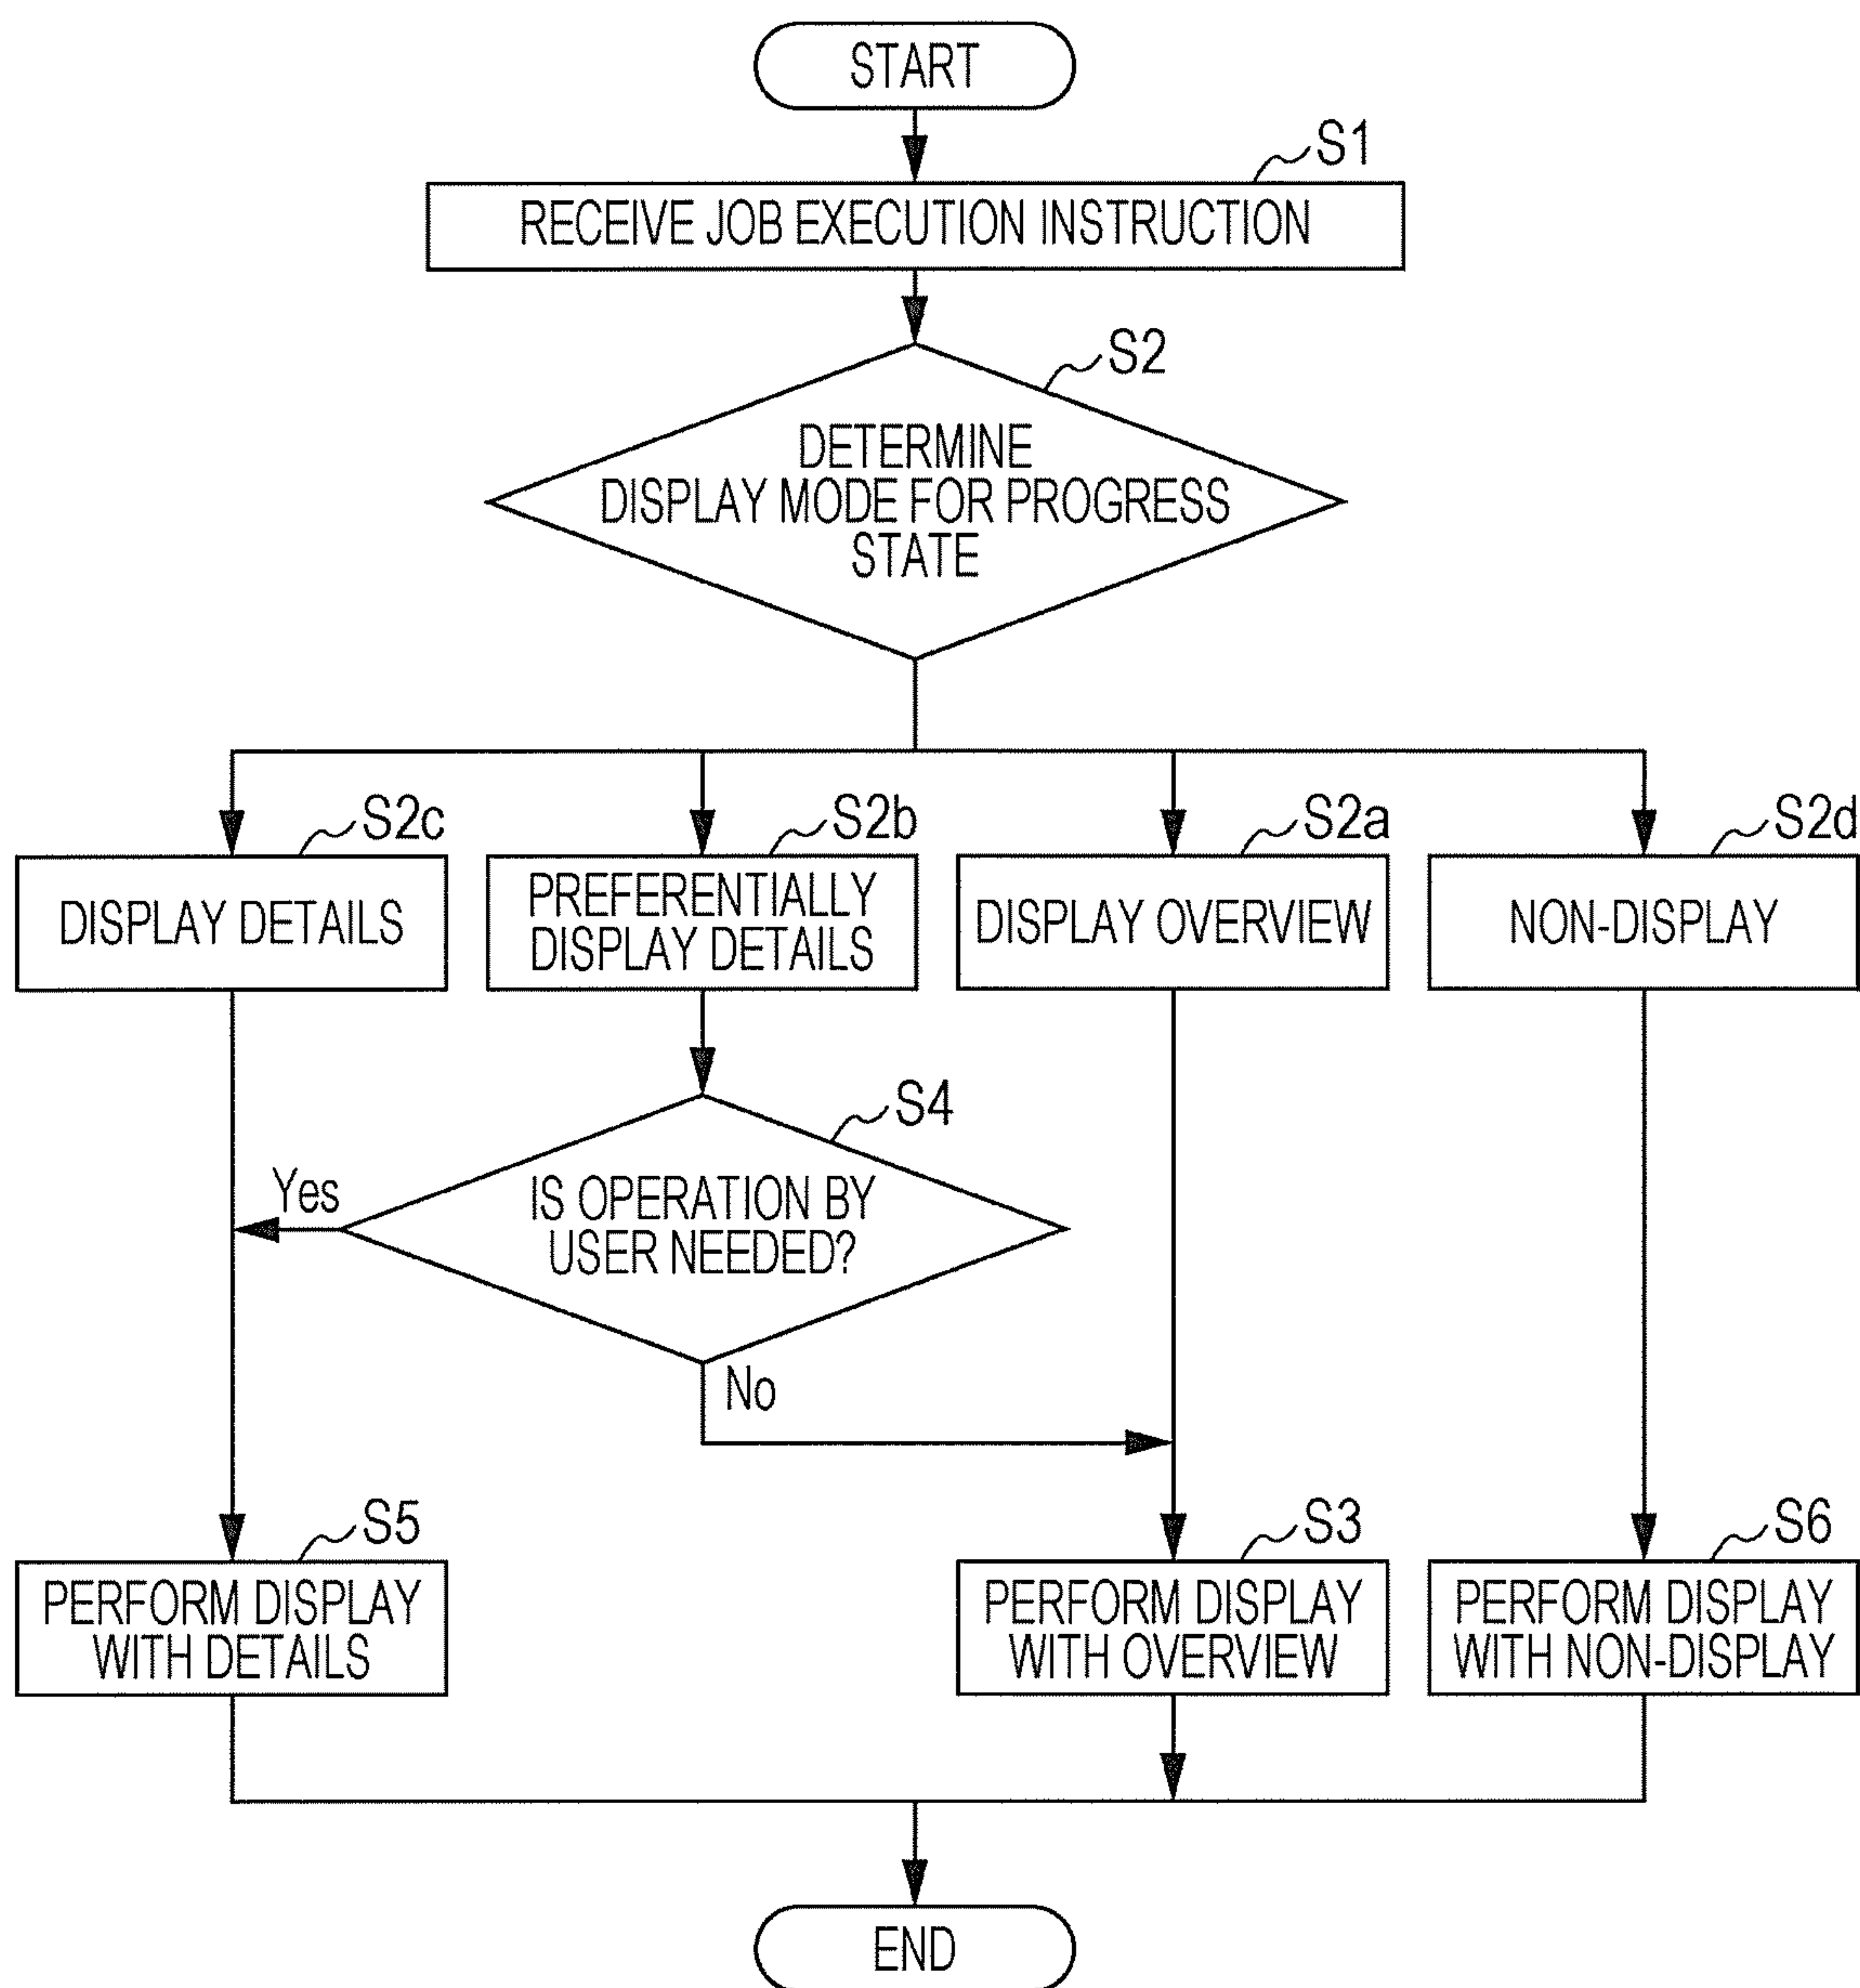 START
S1
RECEIVE JOB EXECUTION INSTRUCTION
S2
DETERMINE
DISPLAY MODE FOR PROGRESS
STATE
S2c
DISPLAY DETAILS
S2b
PREFERENTIALLY
DISPLAY DETAILS
S2a
DISPLAY OVERVIEW
S2d
NON-DISPLAY
S4
IS OPERATION BY
USER NEEDED?
Yes
No
S5
PERFORM DISPLAY
WITH DETAILS
S3
PERFORM DISPLAY
WITH OVERVIEW
S6
PERFORM DISPLAY
WITH NON-DISPLAY
END